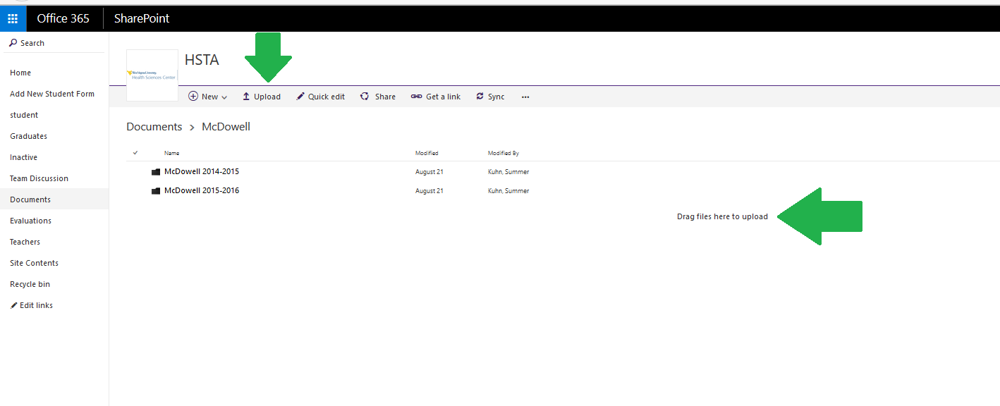 Office 365 SharePoint
Search
Home
Add New Student Form
student
Graduates
Inactive
Team Discussion
Documents
Evaluations
Teachers
Site Contents
Recycle bin
Edit links
HSTA
West Virginia University
Health Sciences Center
New Upload Quick edit Share Get a link Sync ...
Documents > McDowell
Name Modified Modified By
McDowell 2014-2015 August 21 Kuhn, Summer
McDowell 2015-2016 August 21 Kuhn, Summer
Drag files here to upload